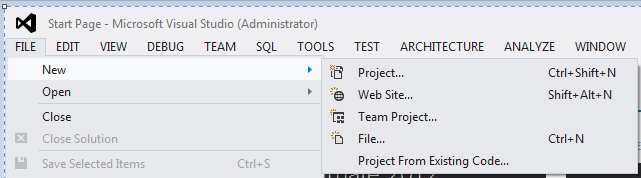 Start Page - Microsoft Visual Studio (Administrator)
FILE EDIT VIEW DEBUG TEAM SQL TOOLS TEST ARCHITECTURE ANALYZE WINDOW
New Project... Ctrl+Shift+N
Open Web Site... Shift+Alt+N
Close Team Project...
Close Solution File... Ctrl+N
Save Selected Items Ctrl+S Project From Existing Code...